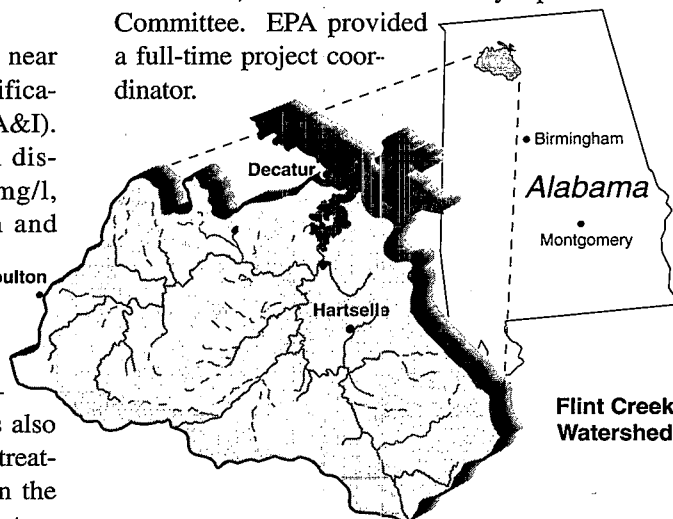 Committee. EPA provided
a full-time project coor-
dinator.
near
ifica-
A&I).
dis-
mg/l,
and
oulton
also
treat-
n the
Decatur
Hartselle
Birmingham
Alabama
Montgomery
Flint Creek
Watershed